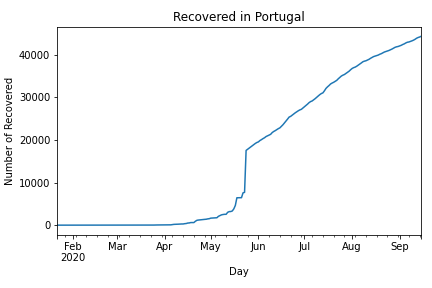 Recovered in Portugal
Number of Recovered
40000
30000
20000
10000
0
Feb Mar Apr May Jun Jul Aug Sep
2020
Day